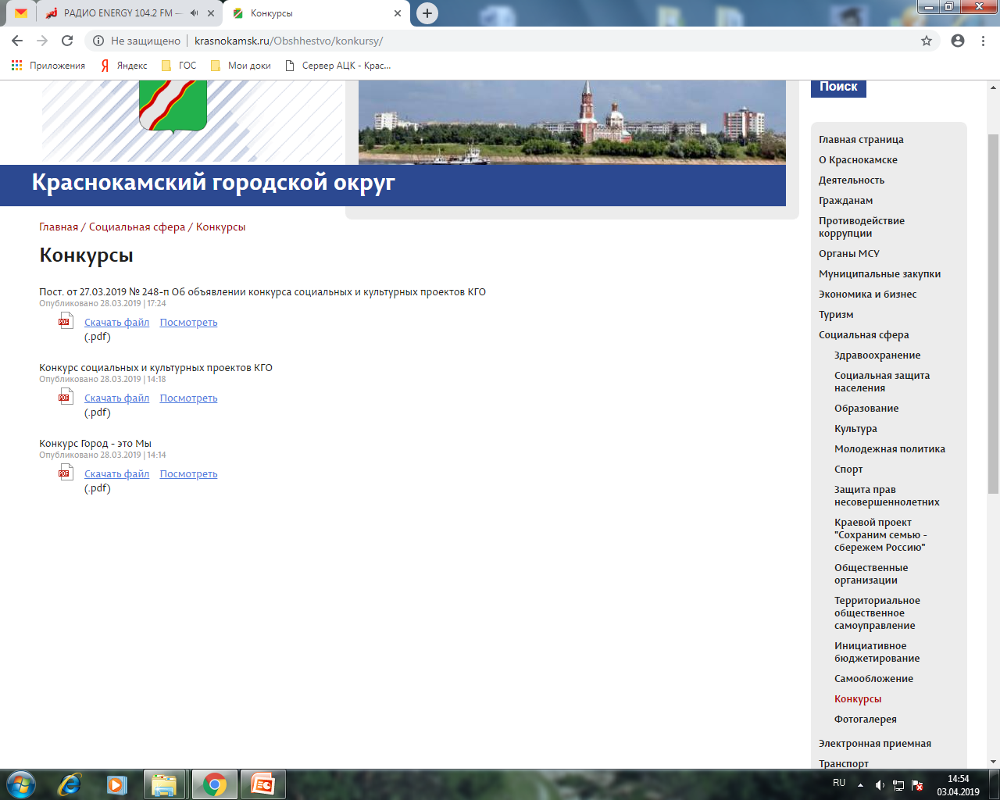 РАДИО ENERGY 104.2 FM —
Конкурсы
Не защищено | krasnokamsk.ru/Obshhestvo/konkursy/
Приложения Яндекс ГОС Мои доки Сервер АЦК - Крас...
Поиск
Краснокамский городской округ
Главная / Социальная сфера / Конкурсы
Конкурсы
Пост. от 27.03.2019 № 248-п Об объявлении конкурса социальных и культурных проектов КГО
Опубликовано 28.03.2019 | 17:24
PDF Скачать файл Посмотреть
(.pdf)
Конкурс социальных и культурных проектов КГО
Опубликовано 28.03.2019 | 14:18
PDF Скачать файл Посмотреть
(.pdf)
Конкурс Город - это Мы
Опубликовано 28.03.2019 | 14:14
PDF Скачать файл Посмотреть
(.pdf)
Главная страница
О Краснокамске
Деятельность
Гражданам
Противодействие
коррупции
Органы МСУ
Муниципальные закупки
Экономика и бизнес
Туризм
Социальная сфера
Здравоохранение
Социальная защита
населения
Образование
Культура
Молодежная политика
Спорт
Защита прав
несовершеннолетних
Краевой проект
"Сохраним семью -
сбережем Россию"
Общественные
организации
Территориальное
общественное
самоуправление
Инициативное
бюджетирование
Самообложение
Конкурсы
Фотогалерея
Электронная приемная
Транспорт
RU
14:54
03.04.2019